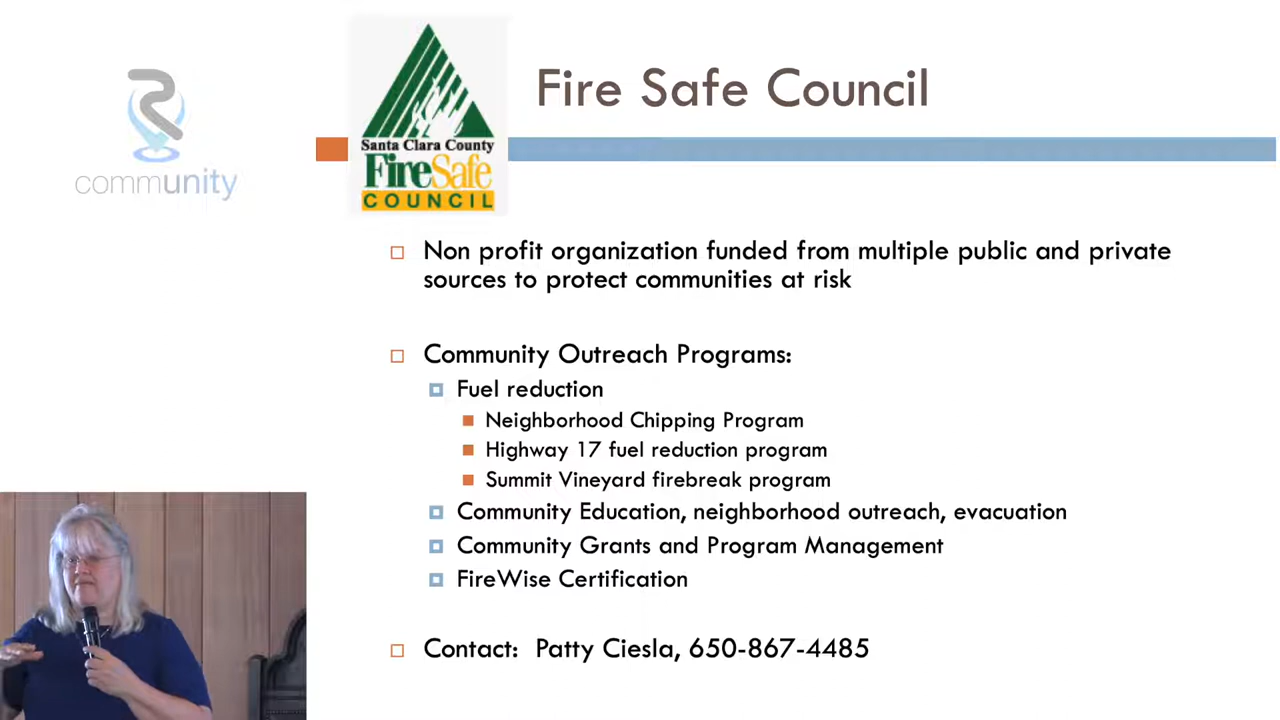 community
Fire Safe Council
Santa Clara County
FireSafe
COUNCIL
Non profit organization funded from multiple public and private
sources to protect communities at risk
Community Outreach Programs:
Fuel reduction
Neighborhood Chipping Program
Highway 17 fuel reduction program
Summit Vineyard firebreak program
Community Education, neighborhood outreach, evacuation
Community Grants and Program Management
FireWise Certification
Contact: Patty Ciesla, 650-867-4485